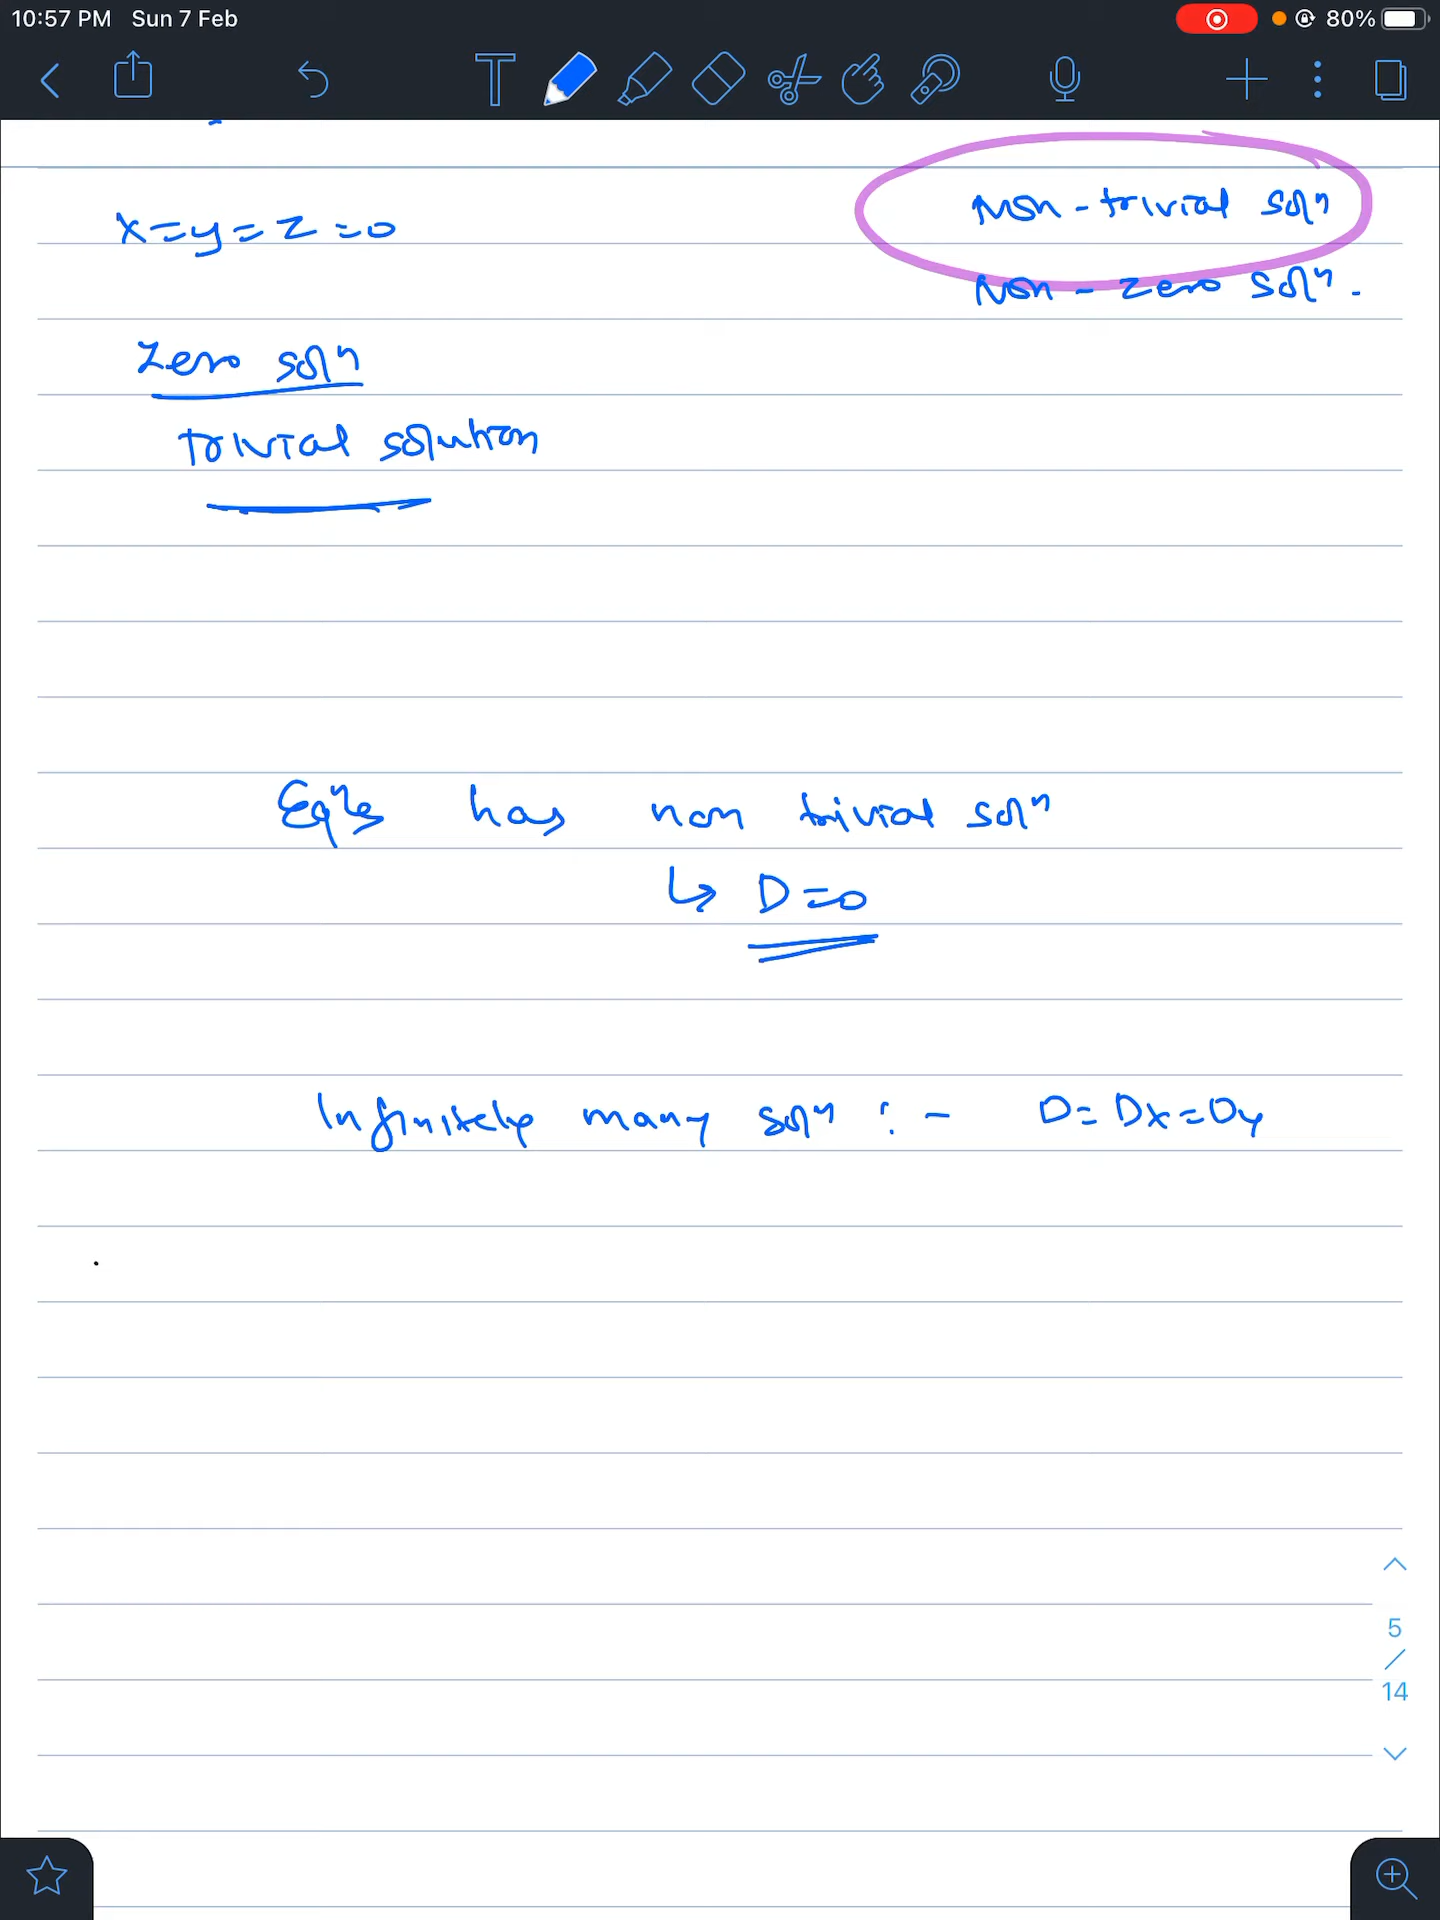 10:57 PM Sun 7 Feb 80%
x=y=z=0
Non-trivial solⁿ
Non-zero solⁿ.
Zero solⁿ
trivial solution
Eqⁿs has non trivial solⁿ
↳ D=0
Infinitely many solⁿ :- D=Dx=Dy
5
/
14